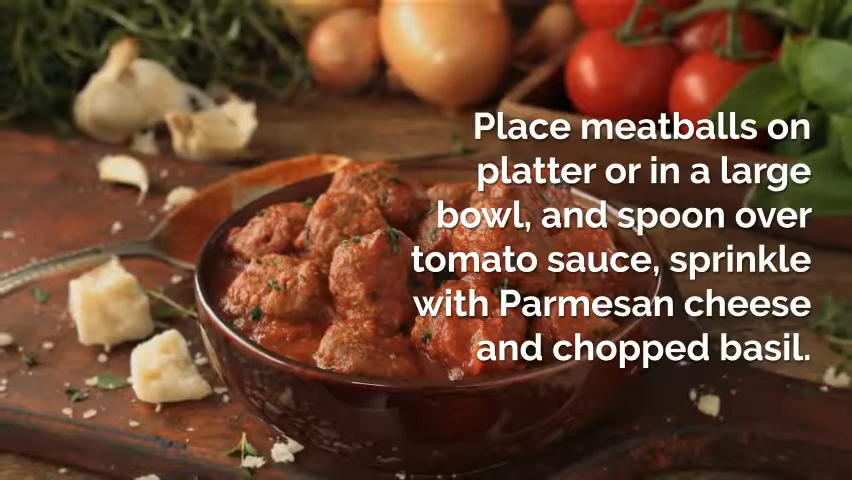 Place meatballs on
platter or in a large
bowl, and spoon over
tomato sauce, sprinkle
with Parmesan cheese
and chopped basil.